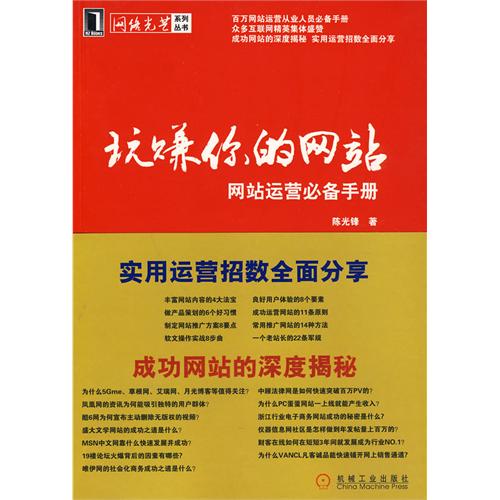 HZ Books
网络光芒 系列丛书
百万网站运营从业人员必备手册
众多互联网精英集体盛赞
成功网站的深度揭秘 实用运营招数全面分享
玩赚你的网站
网站运营必备手册
陈光锋 著
实用运营招数全面分享
丰富网站内容的4大法宝 良好用户体验的8个要素
做产品策划的6个好习惯 成功运营网站的11条原则
制定网站推广方案8要点 常用推广网站的14种方法
软文操作实战8步曲 一个老站长的22条军规
成功网站的深度揭秘
为什么5Gme、草根网、艾瑞网、月光博客等值得关注? 中顾法律网是如何快速突破百万PV的?
凤凰网的资讯为何能吸引独特的用户群体? 为什么PC蛋蛋网站一上线就能产生收入?
酷6网为何宣布主动删除无版权的视频? 浙江行业电子商务网站成功的秘密是什么?
盛大文学网站的成功之道是什么? 仪器信息网社区是怎样做到年发帖量上百万的?
MSN中文网靠什么快速发展并成功? 财客在线如何在短短3年间就发展成为行业NO.1?
19楼论坛火爆背后的因素有哪些? 为什么VANCL凡客诚品能快速铺开网上销售通道?
唯伊网的社会化商务成功之道是什么?
机械工业出版社
China Machine Press